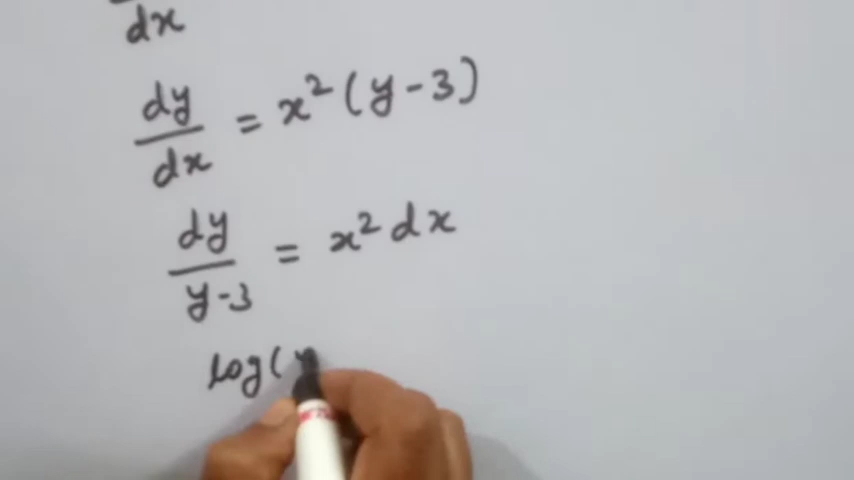 dx
dy/dx = x² (y-3)
dy/y-3 = x² dx
log(y